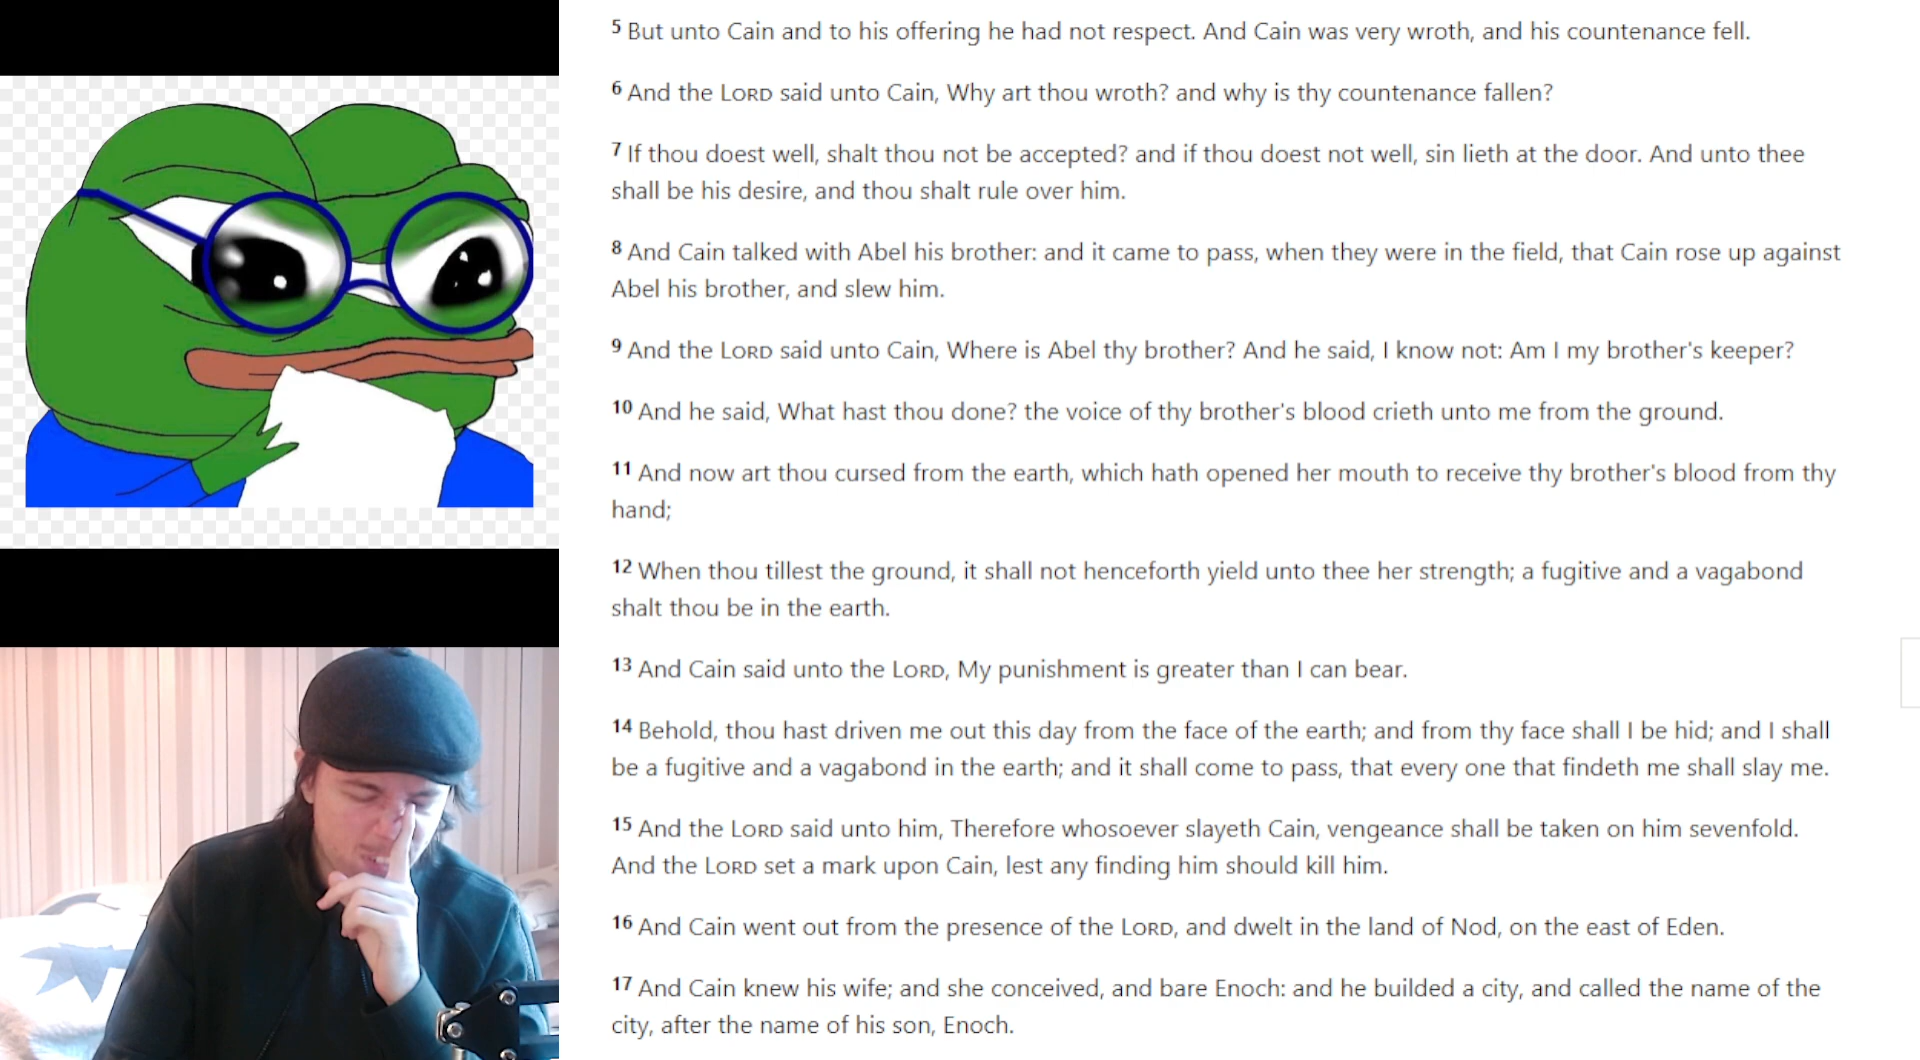 5 But unto Cain and to his offering he had not respect. And Cain was very wroth, and his countenance fell.
6 And the LORD said unto Cain, Why art thou wroth? and why is thy countenance fallen?
7 If thou doest well, shalt thou not be accepted? and if thou doest not well, sin lieth at the door. And unto thee
shall be his desire, and thou shalt rule over him.
8 And Cain talked with Abel his brother: and it came to pass, when they were in the field, that Cain rose up against
Abel his brother, and slew him.
9 And the LORD said unto Cain, Where is Abel thy brother? And he said, I know not: Am I my brother's keeper?
10 And he said, What hast thou done? the voice of thy brother's blood crieth unto me from the ground.
11 And now art thou cursed from the earth, which hath opened her mouth to receive thy brother's blood from thy
hand;
12 When thou tillest the ground, it shall not henceforth yield unto thee her strength; a fugitive and a vagabond
shalt thou be in the earth.
13 And Cain said unto the LORD, My punishment is greater than I can bear.
14 Behold, thou hast driven me out this day from the face of the earth; and from thy face shall I be hid; and I shall
be a fugitive and a vagabond in the earth; and it shall come to pass, that every one that findeth me shall slay me.
15 And the LORD said unto him, Therefore whosoever slayeth Cain, vengeance shall be taken on him sevenfold.
And the LORD set a mark upon Cain, lest any finding him should kill him.
16 And Cain went out from the presence of the LORD, and dwelt in the land of Nod, on the east of Eden.
17 And Cain knew his wife; and she conceived, and bare Enoch: and he builded a city, and called the name of the
city, after the name of his son, Enoch.